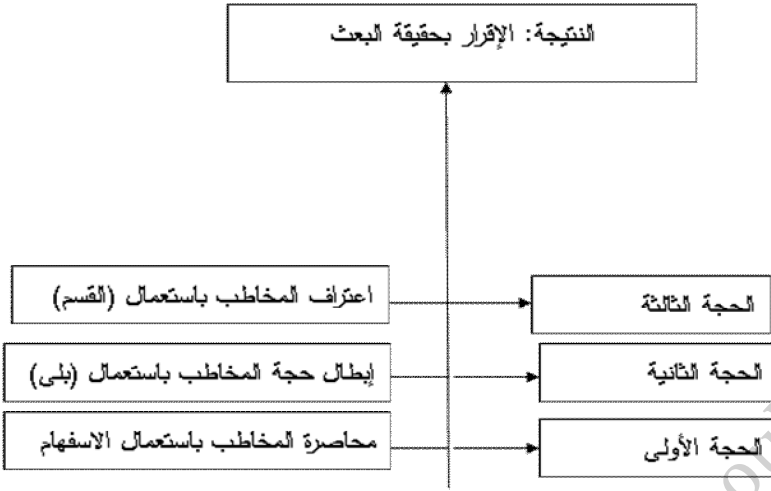 النتيجة: الإقرار بحقيقة البعث
الحجة الثالثة
اعتراف المخاطب باستعمال (القسم)
الحجة الثانية
إبطال حجة المخاطب باستعمال (بلى)
الحجة الأولى
محاصرة المخاطب باستعمال الاسفهام